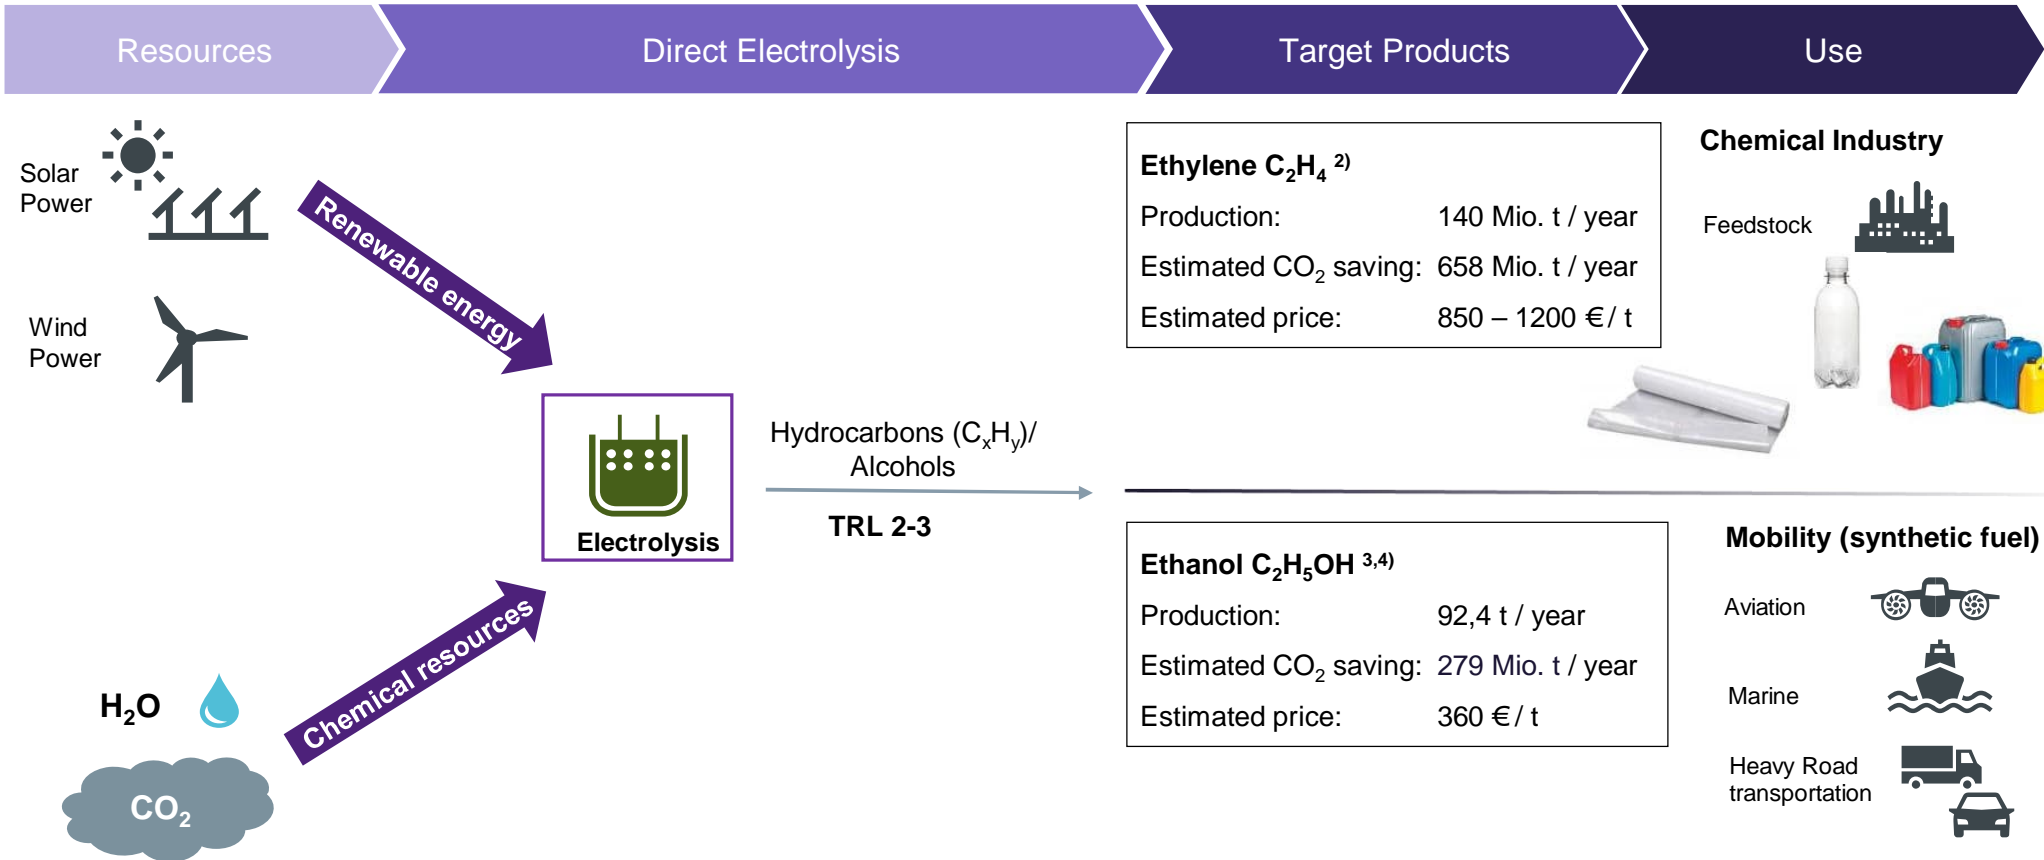 Resources
Direct Electrolysis
Target Products
Use
Solar
Power
Wind
Power
Renewable energy
Chemical resources
H₂O
CO₂
Electrolysis
Hydrocarbons (CₓHᵧ)/
Alcohols
TRL 2-3
Ethylene C₂H₄ ²⁾
Production: 140 Mio. t / year
Estimated CO₂ saving: 658 Mio. t / year
Estimated price: 850 – 1200 €/ t
Chemical Industry
Feedstock
Ethanol C₂H₅OH ³,⁴⁾
Production: 92,4 t / year
Estimated CO₂ saving: 279 Mio. t / year
Estimated price: 360 €/ t
Mobility (synthetic fuel)
Aviation
Marine
Heavy Road
transportation